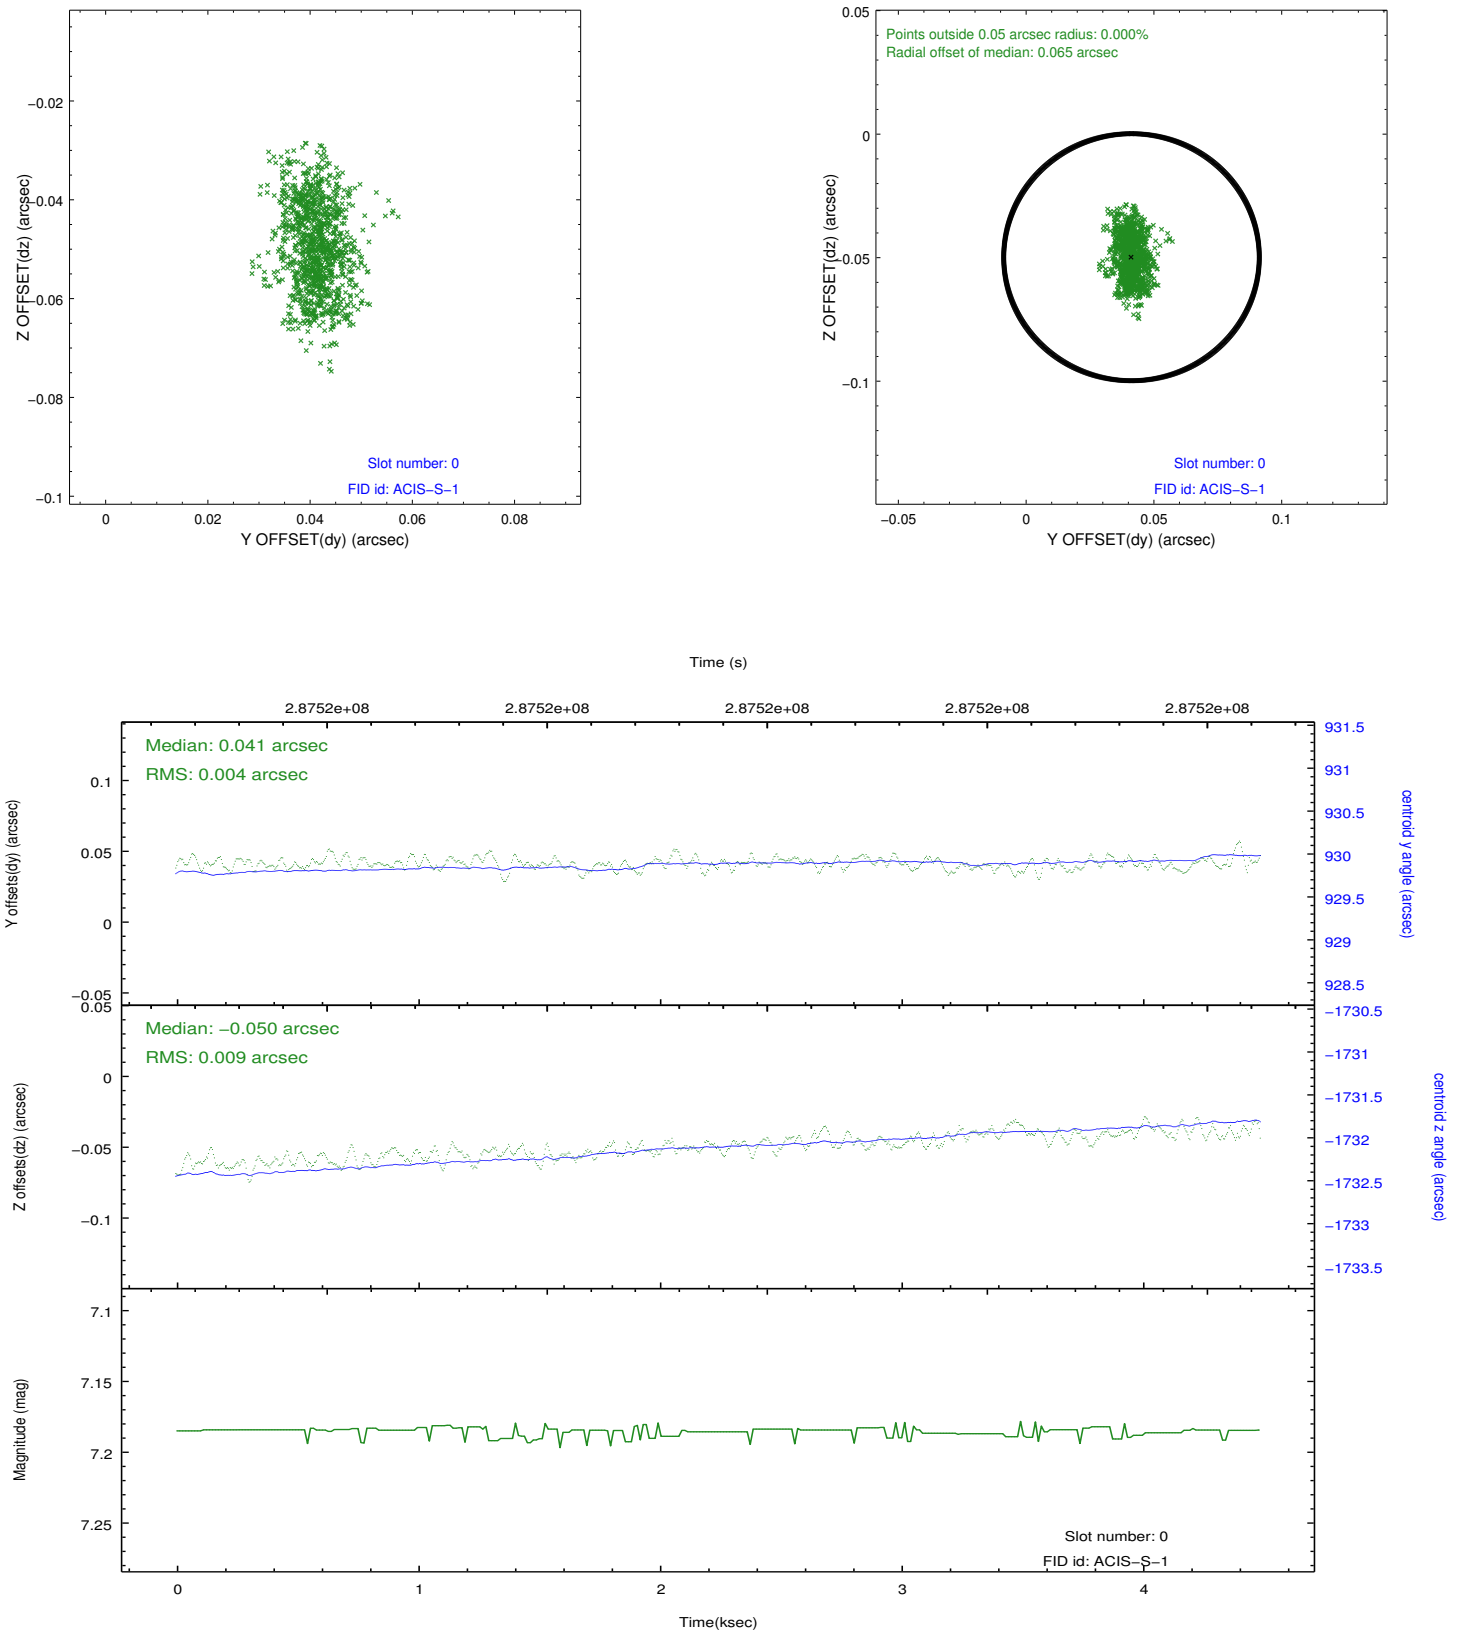 −0.02
−0.04
−0.06
−0.08
−0.1
Z OFFSET(dz) (arcsec)
Slot number: 0
FID id: ACIS−S−1
0 0.02 0.04 0.06 0.08
Y OFFSET(dy) (arcsec)
0.05
0
−0.05
−0.1
Z OFFSET(dz) (arcsec)
Points outside 0.05 arcsec radius: 0.000%
Radial offset of median: 0.065 arcsec
Slot number: 0
FID id: ACIS−S−1
−0.05 0 0.05 0.1
Y OFFSET(dy) (arcsec)
Time (s)
2.8752e+08 2.8752e+08 2.8752e+08 2.8752e+08 2.8752e+08
Median: 0.041 arcsec
RMS: 0.004 arcsec
0.1
0.05
0
−0.05
Y offsets(dy) (arcsec)
931.5
931
930.5
930
929.5
929
928.5
centroid y angle (arcsec)
Median: −0.050 arcsec
RMS: 0.009 arcsec
0.05
0
−0.05
−0.1
Z offsets(dz) (arcsec)
−1730.5
−1731
−1731.5
−1732
−1732.5
−1733
−1733.5
centroid z angle (arcsec)
7.1
7.15
7.2
7.25
Magnitude (mag)
Slot number: 0
FID id: ACIS−S−1
0 1 2 3 4
Time(ksec)